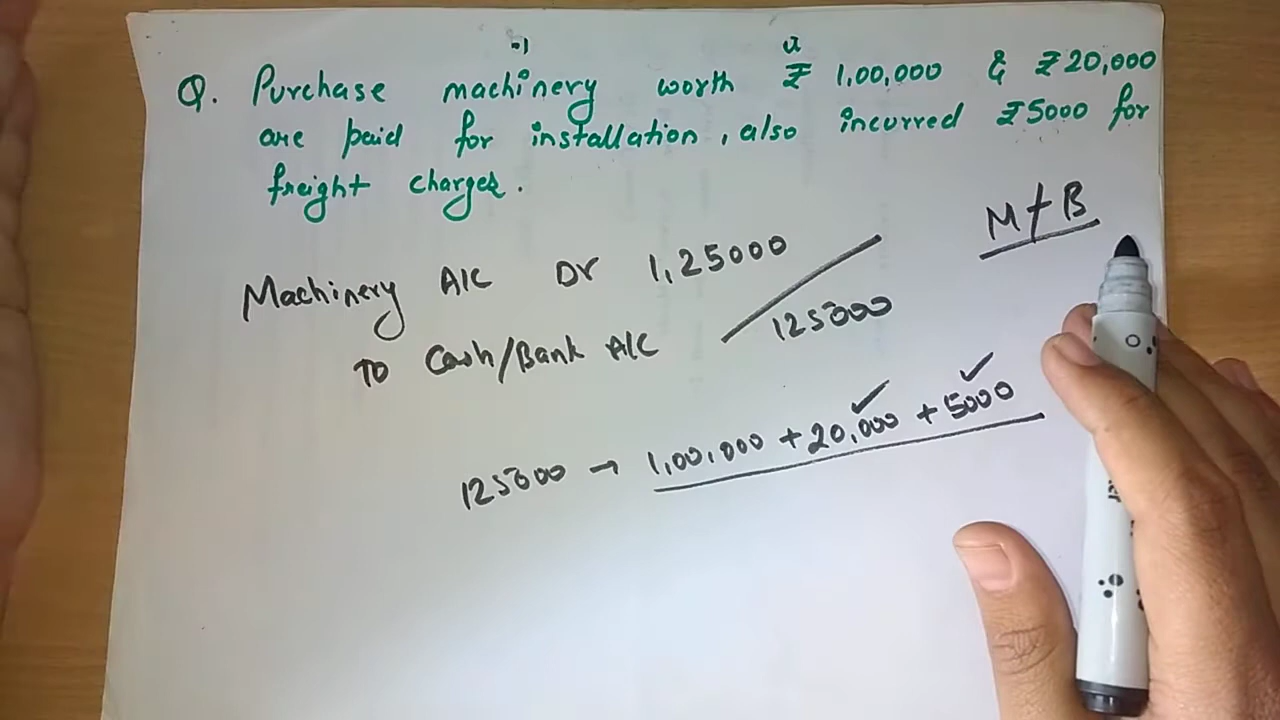 Q. Purchase machinery worth ₹ 1,00,000 & ₹20,000
are paid for installation, also incurred ₹5000 for
freight charges.
M/B
Machinery A/C Dr 1,25000
To Cash/Bank A/C 125000
125000 → 1,00,000 + 20,000 + 5000